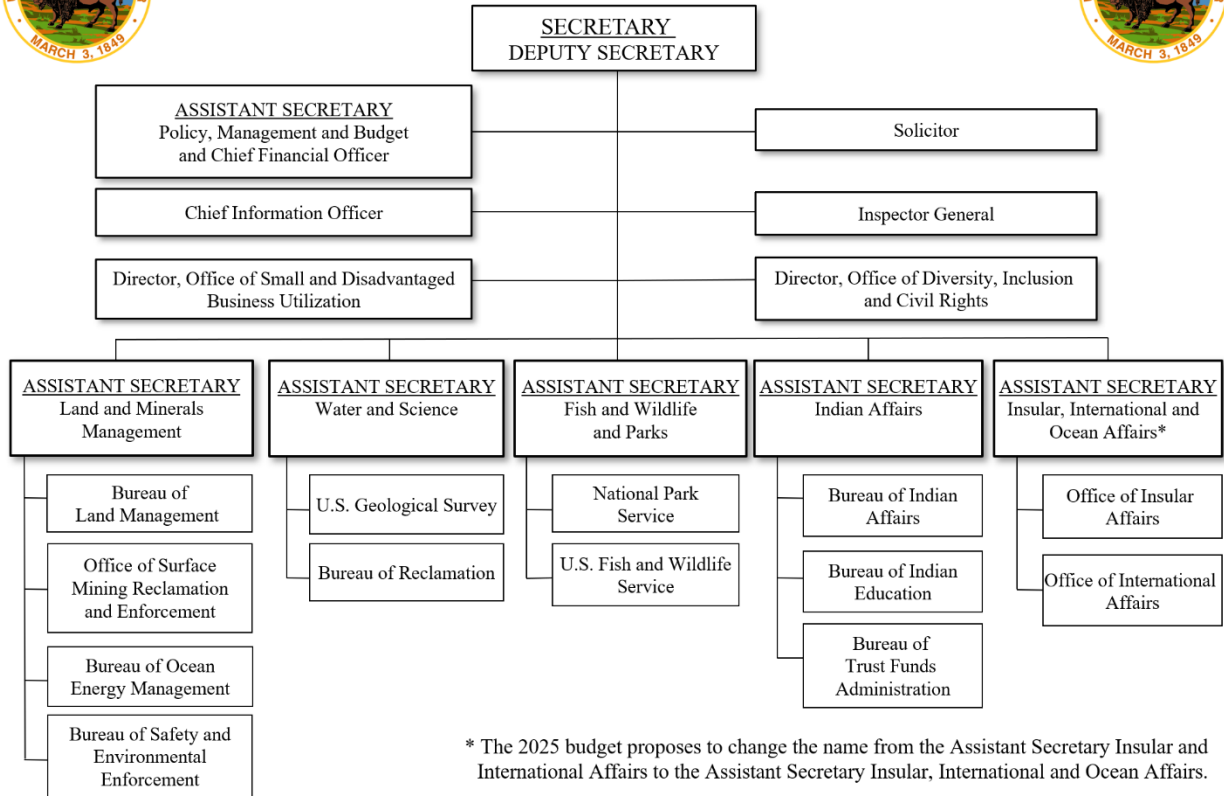 MARCH 3, 1849
MARCH 3, 1849
SECRETARY
DEPUTY SECRETARY
ASSISTANT SECRETARY
Policy, Management and Budget
and Chief Financial Officer
Solicitor
Chief Information Officer
Inspector General
Director, Office of Small and Disadvantaged
Business Utilization
Director, Office of Diversity, Inclusion
and Civil Rights
ASSISTANT SECRETARY
Land and Minerals
Management
ASSISTANT SECRETARY
Water and Science
ASSISTANT SECRETARY
Fish and Wildlife
and Parks
ASSISTANT SECRETARY
Indian Affairs
ASSISTANT SECRETARY
Insular, International and
Ocean Affairs*
Bureau of
Land Management
Office of Surface
Mining Reclamation
and Enforcement
Bureau of Ocean
Energy Management
Bureau of Safety and
Environmental
Enforcement
U.S. Geological Survey
Bureau of Reclamation
National Park
Service
U.S. Fish and Wildlife
Service
Bureau of Indian
Affairs
Bureau of Indian
Education
Bureau of
Trust Funds
Administration
Office of Insular
Affairs
Office of International
Affairs
* The 2025 budget proposes to change the name from the Assistant Secretary Insular and
International Affairs to the Assistant Secretary Insular, International and Ocean Affairs.